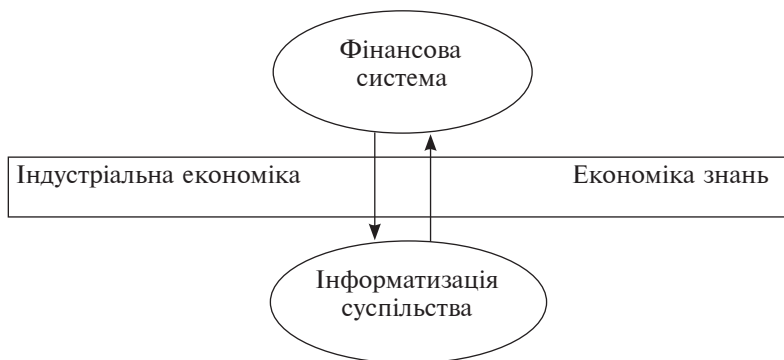 Фінансова
система
Індустріальна економіка
Економіка знань
Інформатизація
суспільства